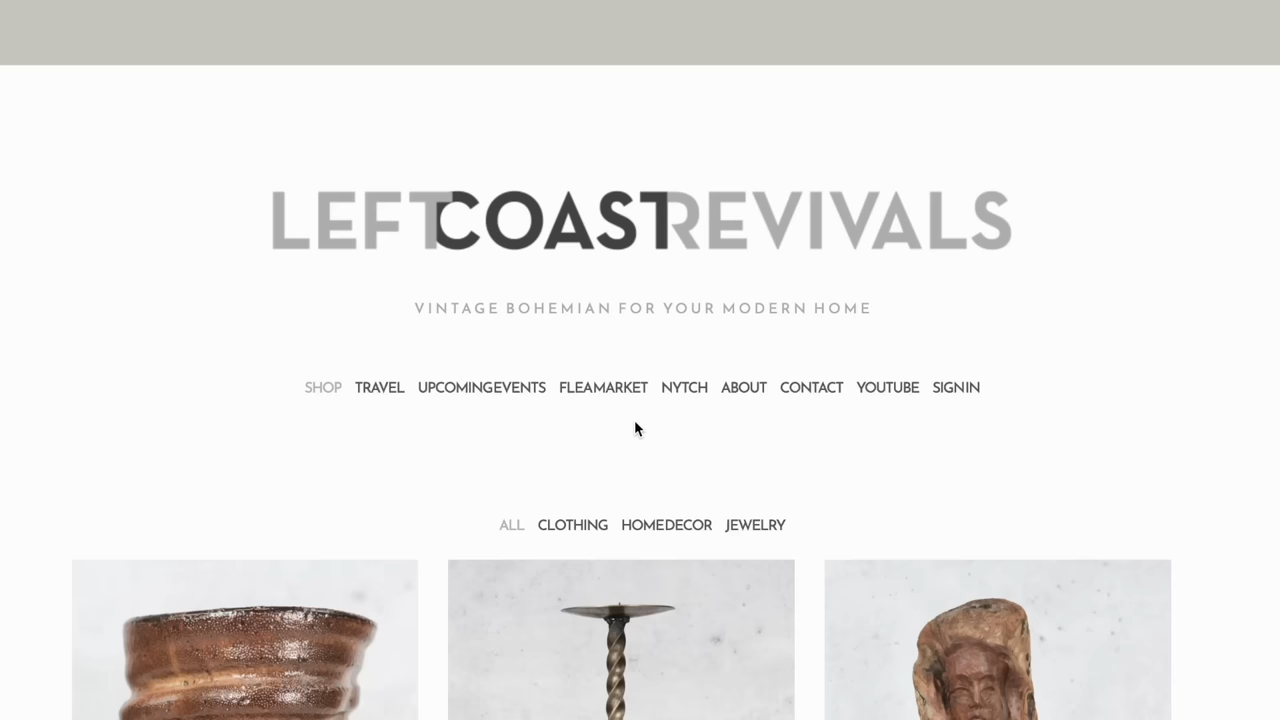 LEFTCOASTREVIVALS
VINTAGE BOHEMIAN FOR YOUR MODERN HOME
SHOP TRAVEL UPCOMINGEVENTS FLEAMARKET NYTCH ABOUT CONTACT YOUTUBE SIGNIN
ALL CLOTHING HOMEDECOR JEWELRY